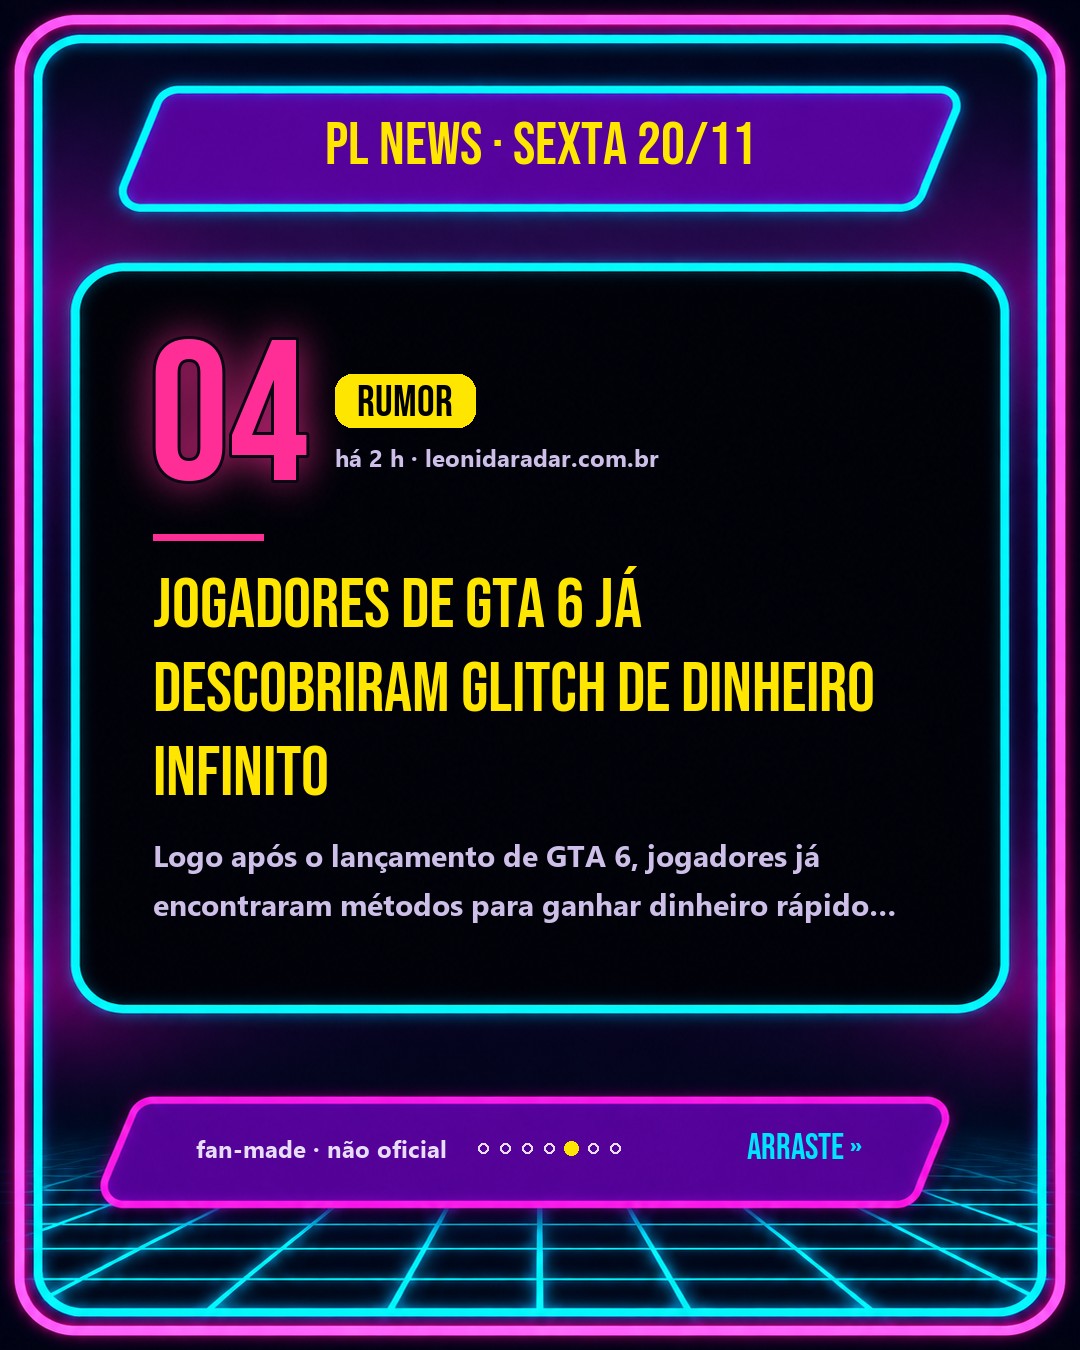 PL NEWS · SEXTA 20/11
04
RUMOR
há 2 h · leonidaradar.com.br
JOGADORES DE GTA 6 JÁ
DESCOBRIRAM GLITCH DE DINHEIRO
INFINITO
Logo após o lançamento de GTA 6, jogadores já
encontraram métodos para ganhar dinheiro rápido...
fan-made · não oficial
ARRASTE »